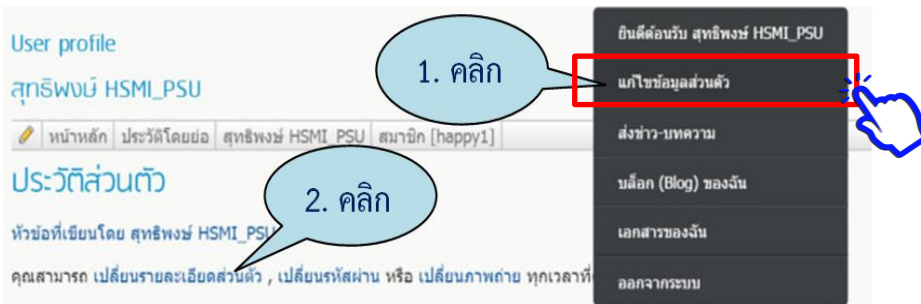 User profile
สุทธิพงษ์ HSMI_PSU
หน้าหลัก ประวัติโดยย่อ สุทธิพงษ์ HSMI_PSU สมาชิก [happy1]
ประวัติส่วนตัว
หัวข้อที่เขียนโดย สุทธิพงษ์ HSMI_PSU
คุณสามารถ เปลี่ยนรายละเอียดส่วนตัว , เปลี่ยนรหัสผ่าน หรือ เปลี่ยนภาพถ่าย ทุกเวลาที่
1. คลิก
2. คลิก
ยินดีต้อนรับ สุทธิพงษ์ HSMI_PSU
แก้ไขข้อมูลส่วนตัว
ส่งข่าว-บทความ
บล็อก (Blog) ของฉัน
เอกสารของฉัน
ออกจากระบบ